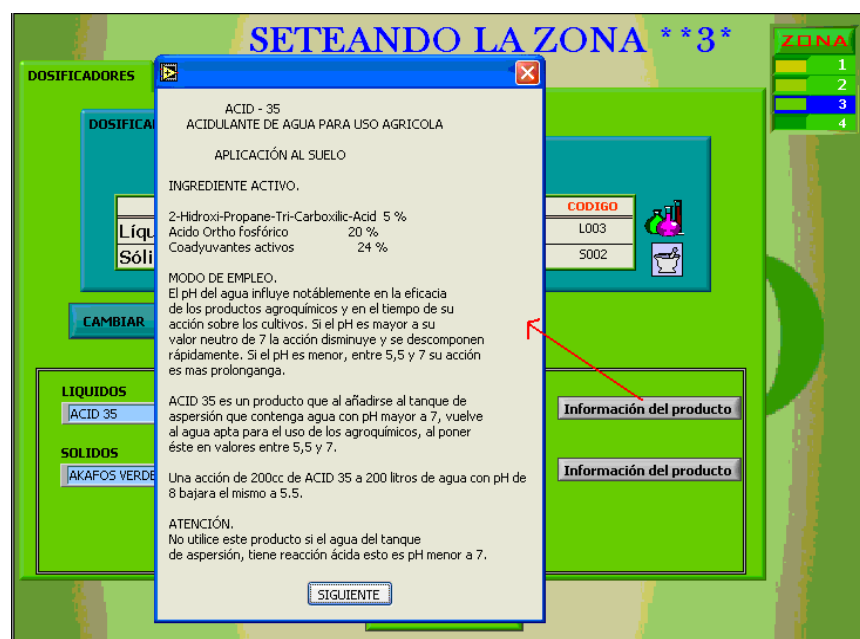 SETEANDO LA ZONA **3*
ZONA
1
2
3
4
DOSIFICADORES
DOSIFICA
ACID - 35
ACIDULANTE DE AGUA PARA USO AGRICOLA
APLICACIÓN AL SUELO
INGREDIENTE ACTIVO.
2-Hidroxi-Propane-Tri-Carboxilic-Acid 5 %
Acido Ortho fosfórico 20 %
Coadyuvantes activos 24 %
MODO DE EMPLEO.
El pH del agua influye notáblemente en la eficacia
de los productos agroquímicos y en el tiempo de su
acción sobre los cultivos. Si el pH es mayor a su
valor neutro de 7 la acción disminuye y se descomponen
rápidamente. Si el pH es menor, entre 5,5 y 7 su acción
es mas prolonganga.
ACID 35 es un producto que al añadirse al tanque de
aspersión que contenga agua con pH mayor a 7, vuelve
al agua apta para el uso de los agroquímicos, al poner
éste en valores entre 5,5 y 7.
Una acción de 200cc de ACID 35 a 200 litros de agua con pH de
8 bajara el mismo a 5.5.
ATENCIÓN.
No utilice este producto si el agua del tanque
de aspersión, tiene reacción ácida esto es pH menor a 7.
SIGUIENTE
CODIGO
Líqu
L003
Sóli
S002
CAMBIAR
LIQUIDOS
ACID 35
Información del producto
SOLIDOS
AKAFOS VERDE
Información del producto